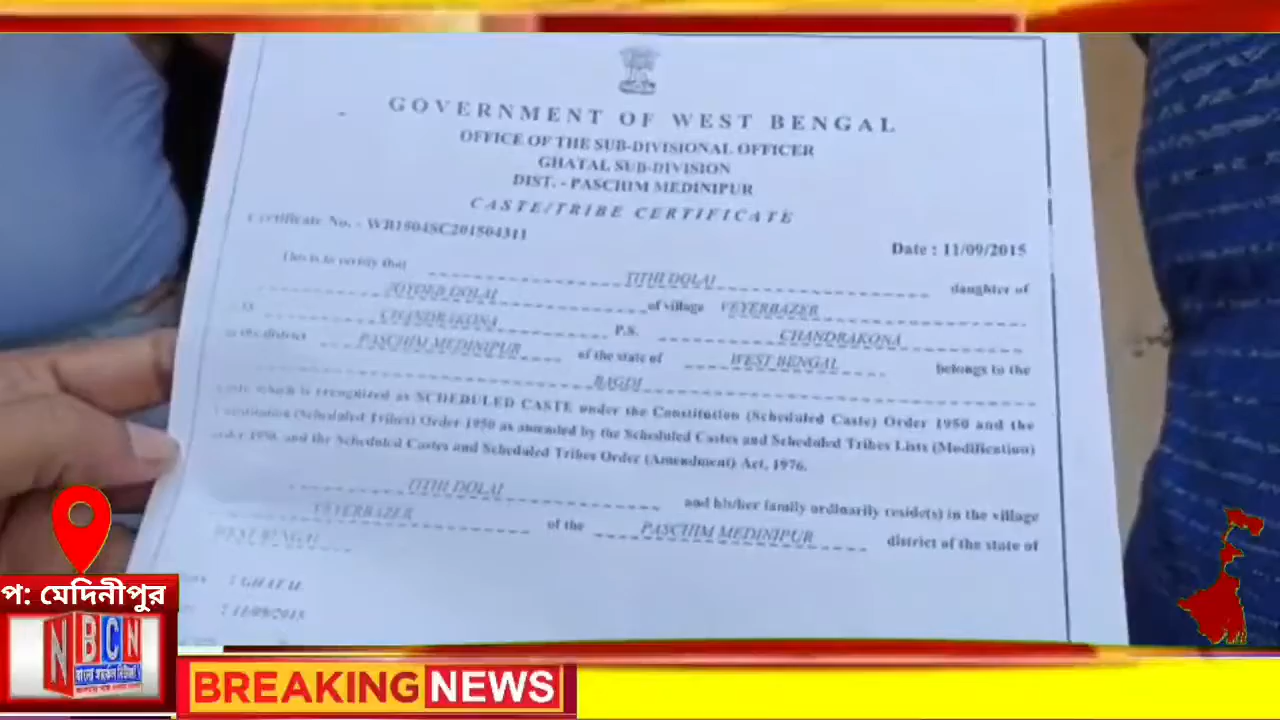 GOVERNMENT OF WEST BENGAL
OFFICE OF THE SUB-DIVISIONAL OFFICER
GHATAL SUB-DIVISION
DIST. - PASCHIM MEDINIPUR
CASTE/TRIBE CERTIFICATE
Certificate No. - WB1504SC201504311
Date : 11/09/2015
This is to certify that TITHI DOLAI daughter of
DOLAI of village VEYERBAZER
CHANDRAKONA P.S. CHANDRAKONA
the district PASCHIM MEDINIPUR of the state of WEST BENGAL belongs to the
BAGDI
which is recognized as SCHEDULED CASTE under the Constitution (Scheduled Caste) Order 1950 and the
(Scheduled Tribes) Order 1950 as amended by the Scheduled Castes and Scheduled Tribes Lists (Modification)
order 1956 and the Scheduled Castes and Scheduled Tribes Order (Amendment) Act, 1976.
TITHI DOLAI and his/her family ordinarily reside(s) in the village
VEYERBAZER of the PASCHIM MEDINIPUR district of the state of
WEST BENGAL
: GHATAL
: 11/09/2015
প: মেদিনীপুর
NBCN
BREAKING NEWS